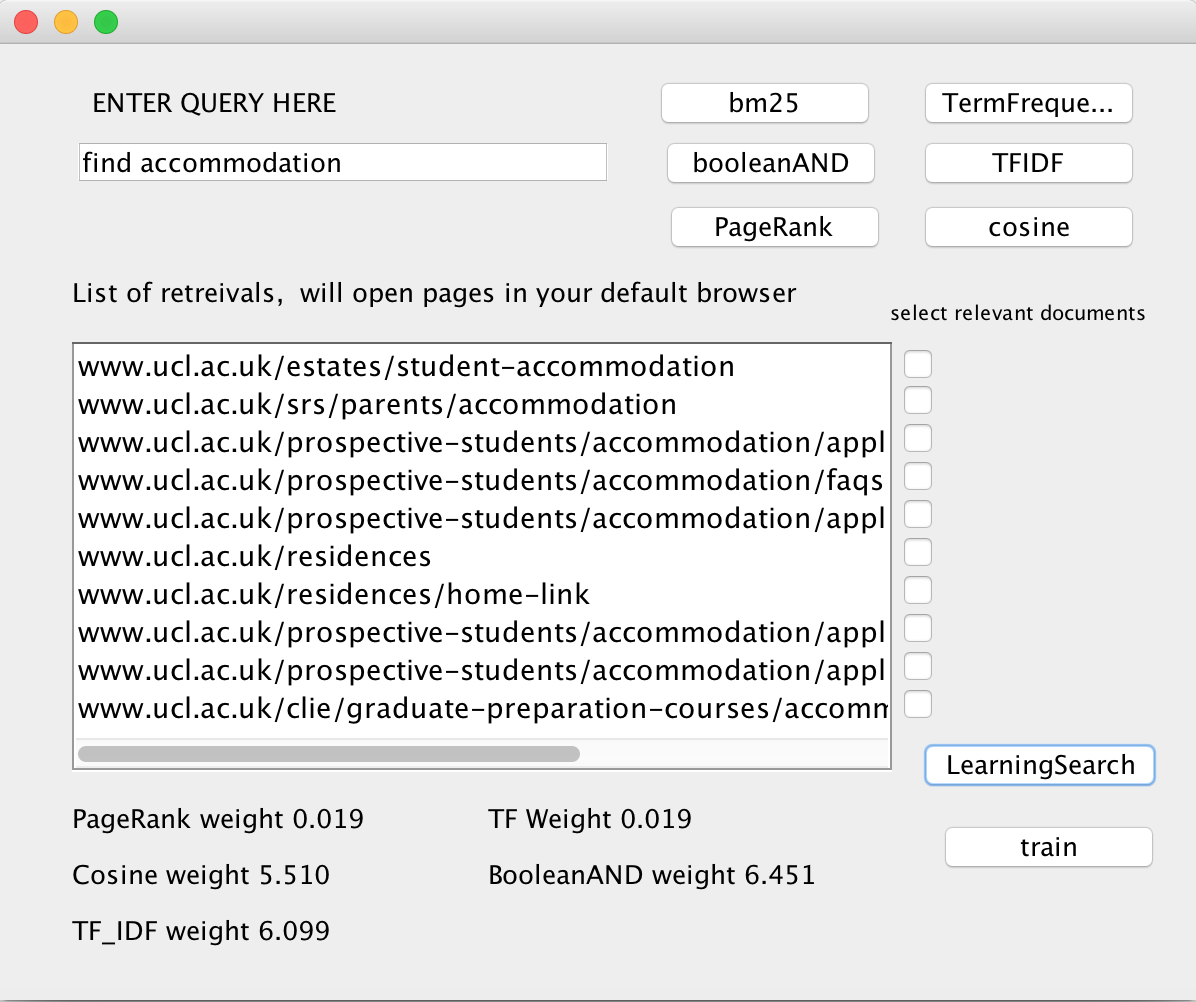 ENTER QUERY HERE
bm25
TermFreque...
find accommodation
booleanAND
TFIDF
PageRank
cosine
List of retreivals,  will open pages in your default browser
select relevant documents
www.ucl.ac.uk/estates/student-accommodation
www.ucl.ac.uk/srs/parents/accommodation
www.ucl.ac.uk/prospective-students/accommodation/appl
www.ucl.ac.uk/prospective-students/accommodation/faqs
www.ucl.ac.uk/prospective-students/accommodation/appl
www.ucl.ac.uk/residences
www.ucl.ac.uk/residences/home-link
www.ucl.ac.uk/prospective-students/accommodation/appl
www.ucl.ac.uk/prospective-students/accommodation/appl
www.ucl.ac.uk/clie/graduate-preparation-courses/accomm
LearningSearch
PageRank weight 0.019
TF Weight 0.019
train
Cosine weight 5.510
BooleanAND weight 6.451
TF_IDF weight 6.099